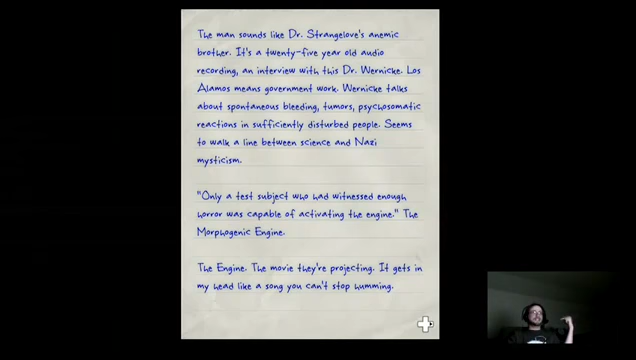 The man sounds like Dr. Strangelove's anemic
brother. It's a twenty-five year old audio
recording, an interview with this Dr. Wernicke. Los
Alamos means government work. Wernicke talks
about spontaneous bleeding, tumors, psychosomatic
reactions in sufficiently disturbed people. Seems
to walk a line between science and Nazi
mysticism.
"Only a test subject who had witnessed enough
horror was capable of activating the engine." The
Morphogenic Engine.
The Engine. The movie they're projecting. It gets in
my head like a song you can't stop humming.